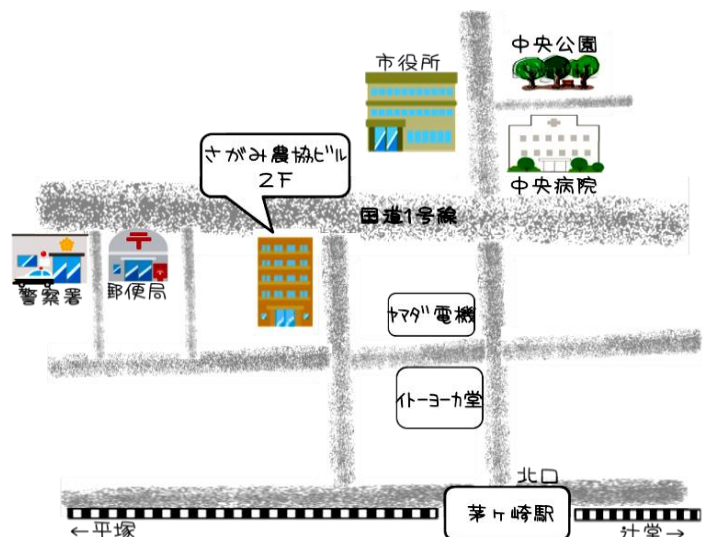 中央公園
市役所
さがみ農協ビル
2F
中央病院
国道1号線
警察署
郵便局
ヤマダ電機
イトーヨーカ堂
北口
茅ヶ崎駅
←平塚
辻堂→